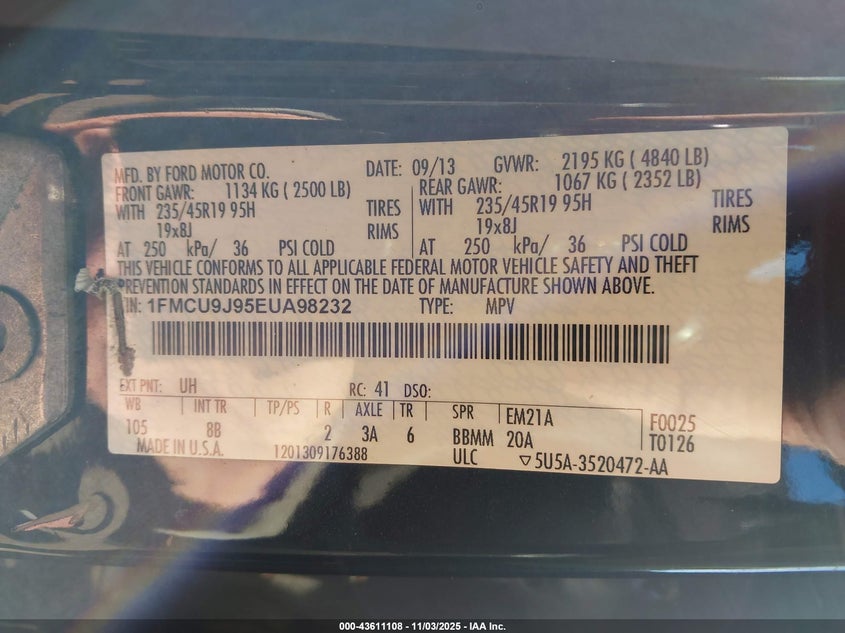 MFD. BY FORD MOTOR CO. DATE: 09/13 GVWR: 2195 KG ( 4840 LB)
FRONT GAWR: 1134 KG ( 2500 LB) REAR GAWR: 1067 KG ( 2352 LB)
WITH 235/45R19 95H TIRES WITH 235/45R19 95H TIRES
19x8J RIMS 19x8J RIMS
AT 250 kPa/ 36 PSI COLD AT 250 kPa/ 36 PSI COLD
THIS VEHICLE CONFORMS TO ALL APPLICABLE FEDERAL MOTOR VEHICLE SAFETY AND THEFT
PREVENTION STANDARDS IN EFFECT ON THE DATE OF MANUFACTURE SHOWN ABOVE.
VIN: 1FMCU9J95EUA98232 TYPE: MPV
EXT PNT: UH RC: 41 DSO:
WB INT TR TP/PS R AXLE TR SPR EM21A F0025
105 8B 2 3A 6 BBMM 20A T0126
MADE IN U.S.A. 1201309176388 ULC ▽5U5A-3520472-AA
000-43611108 - 11/03/2025 - IAA Inc.